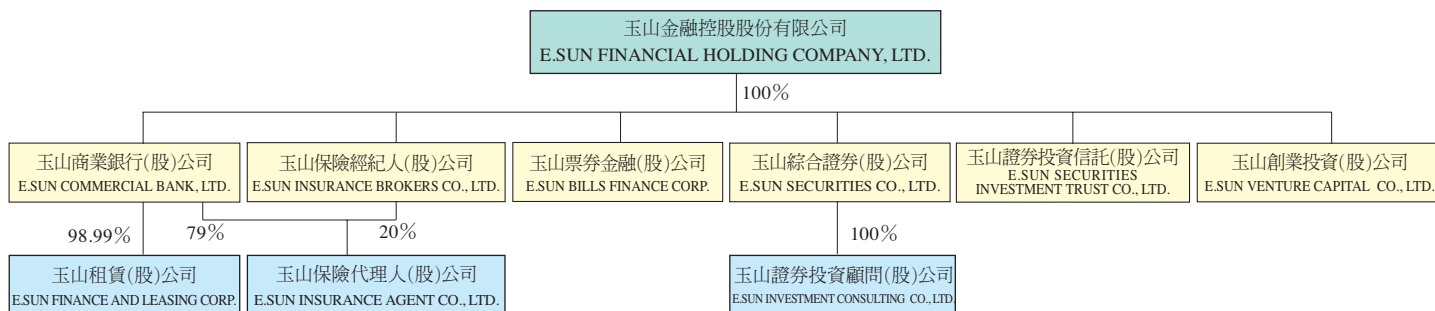 玉山金融控股股份有限公司
E.SUN FINANCIAL HOLDING COMPANY, LTD.
100%
玉山商業銀行(股)公司
E.SUN COMMERCIAL BANK, LTD.
玉山保險經紀人(股)公司
E.SUN INSURANCE BROKERS CO., LTD.
玉山票券金融(股)公司
E.SUN BILLS FINANCE CORP.
玉山綜合證券(股)公司
E.SUN SECURITIES CO., LTD.
玉山證券投資信託(股)公司
E.SUN SECURITIES
INVESTMENT TRUST CO., LTD.
玉山創業投資(股)公司
E.SUN VENTURE CAPITAL CO., LTD.
98.99%
79%
20%
100%
玉山租賃(股)公司
E.SUN FINANCE AND LEASING CORP.
玉山保險代理人(股)公司
E.SUN INSURANCE AGENT CO., LTD.
玉山證券投資顧問(股)公司
E.SUN INVESTMENT CONSULTING CO., LTD.